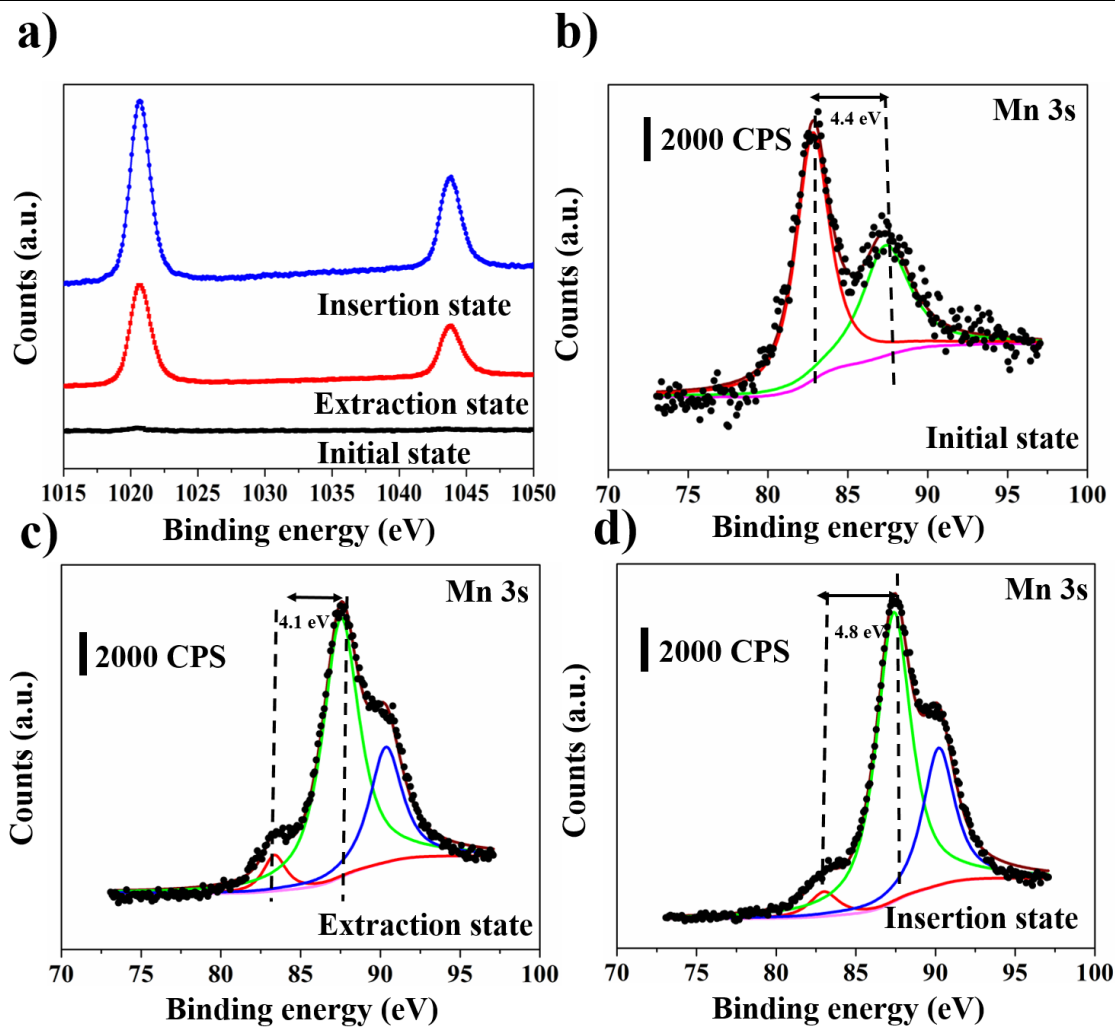 a)
Counts (a.u.)
Insertion state
Extraction state
Initial state
1015 1020 1025 1030 1035 1040 1045 1050
Binding energy (eV)
b)
Counts (a.u.)
4.4 eV
Mn 3s
2000 CPS
Initial state
70 75 80 85 90 95 100
Binding energy (eV)
c)
Counts (a.u.)
Mn 3s
4.1 eV
2000 CPS
Extraction state
70 75 80 85 90 95 100
Binding energy (eV)
d)
Counts (a.u.)
Mn 3s
4.8 eV
2000 CPS
Insertion state
70 75 80 85 90 95 100
Binding energy (eV)